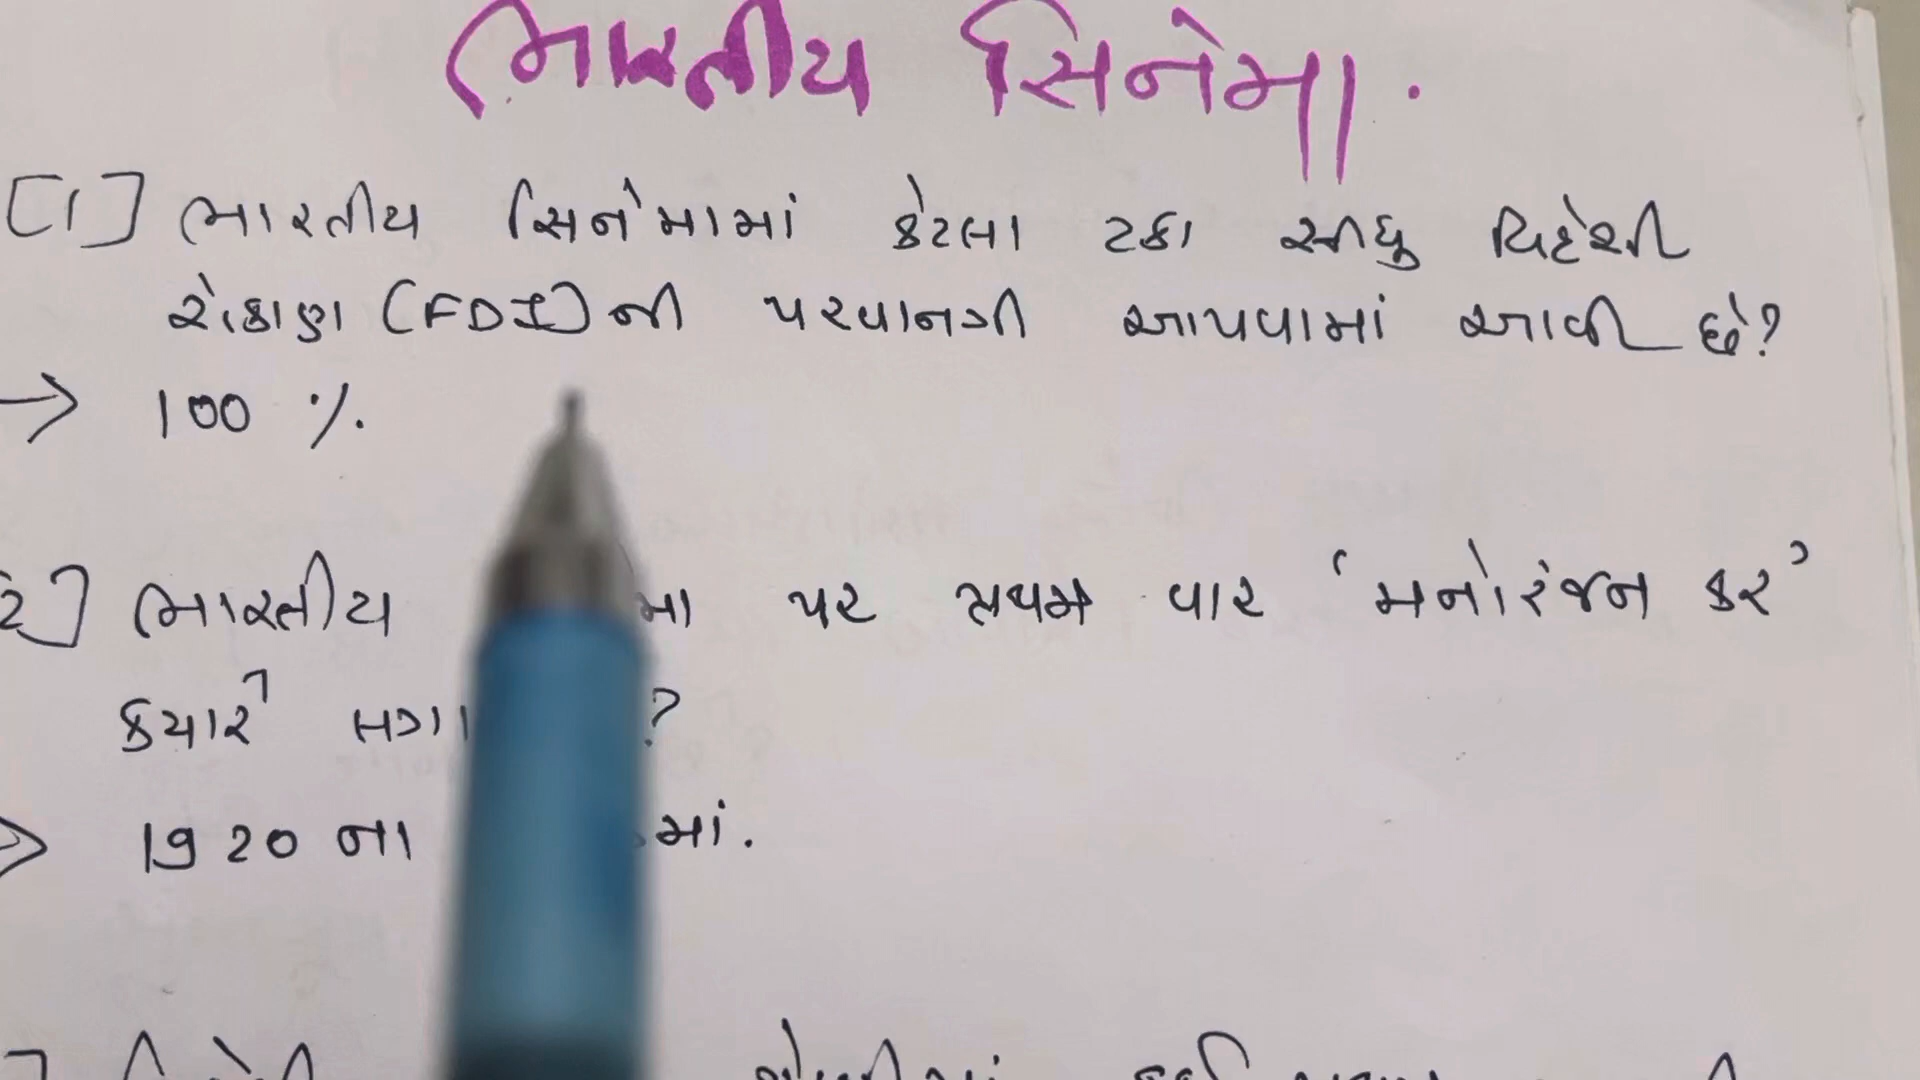 ભારતીય સિનેમા.
[1] ભારતીય સિનેમામાં કેટલા ટકા સીધુ વિદેશી
રોકાણ (FDI) ની પરવાનગી આપવામાં આવી છે?
→ 100 %.
2] ભારતીય મા પર પ્રથમ વાર 'મનોરંજન કર'
કયારે ?
1920 ના માં.